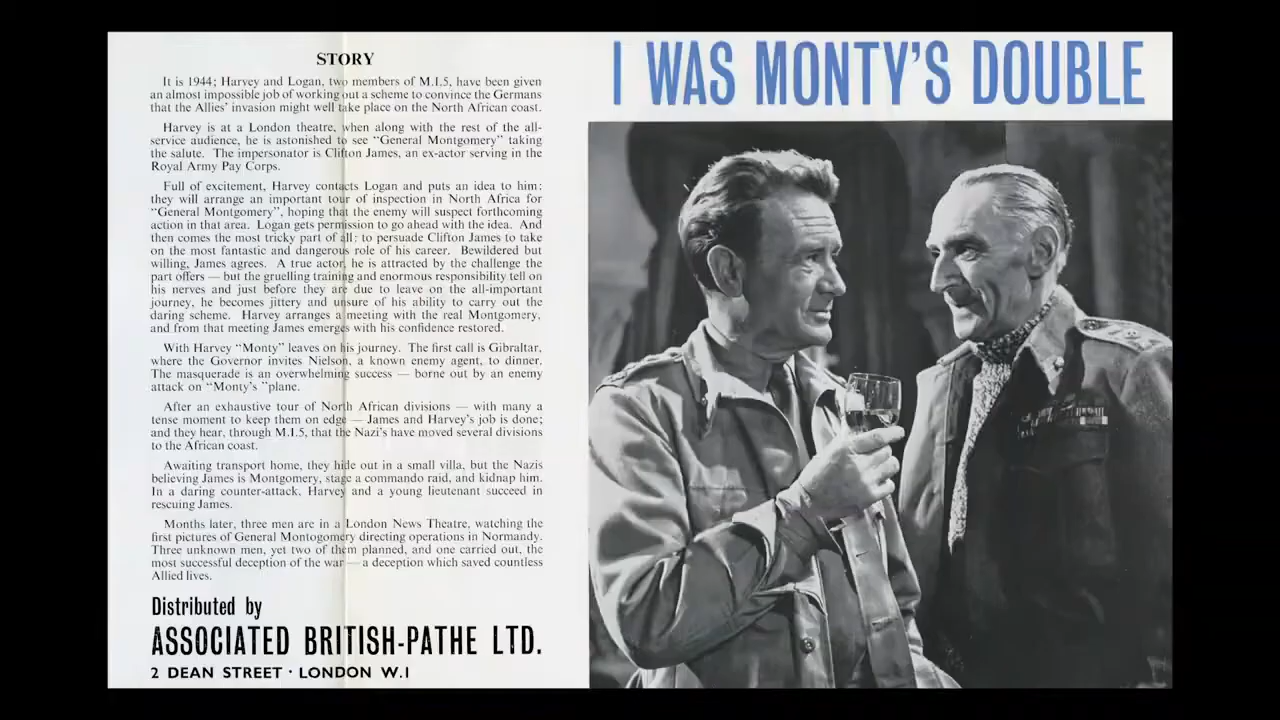 STORY
It is 1944; Harvey and Logan, two members of M.I.5, have been given
an almost impossible job of working out a scheme to convince the Germans
that the Allies' invasion might well take place on the North African coast.
Harvey is at a London theatre, when along with the rest of the all-
service audience, he is astonished to see "General Montgomery" taking
the salute. The impersonator is Clifton James, an ex-actor serving in the
Royal Army Pay Corps.
Full of excitement, Harvey contacts Logan and puts an idea to him:
they will arrange an important tour of inspection in North Africa for
"General Montgomery", hoping that the enemy will suspect forthcoming
action in that area. Logan gets permission to go ahead with the idea. And
then comes the most tricky part of all: to persuade Clifton James to take
on the most fantastic and dangerous role of his career. Bewildered but
willing, James agrees. A true actor, he is attracted by the challenge the
part offers — but the gruelling training and enormous responsibility tell on
his nerves and just before they are due to leave on the all-important
journey, he becomes jittery and unsure of his ability to carry out the
daring scheme. Harvey arranges a meeting with the real Montgomery,
and from that meeting James emerges with his confidence restored.
With Harvey "Monty" leaves on his journey. The first call is Gibraltar,
where the Governor invites Nielson, a known enemy agent, to dinner.
The masquerade is an overwhelming success — borne out by an enemy
attack on "Monty's "plane.
After an exhaustive tour of North African divisions — with many a
tense moment to keep them on edge — James and Harvey's job is done;
and they hear, through M.I.5, that the Nazi's have moved several divisions
to the African coast.
Awaiting transport home, they hide out in a small villa, but the Nazis
believing James is Montgomery, stage a commando raid, and kidnap him.
In a daring counter-attack, Harvey and a young lieutenant succeed in
rescuing James.
Months later, three men are in a London News Theatre, watching the
first pictures of General Montogomery directing operations in Normandy.
Three unknown men, yet two of them planned, and one carried out, the
most successful deception of the war — a deception which saved countless
Allied lives.
Distributed by
ASSOCIATED BRITISH-PATHE LTD.
2 DEAN STREET · LONDON W.1
I WAS MONTY'S DOUBLE